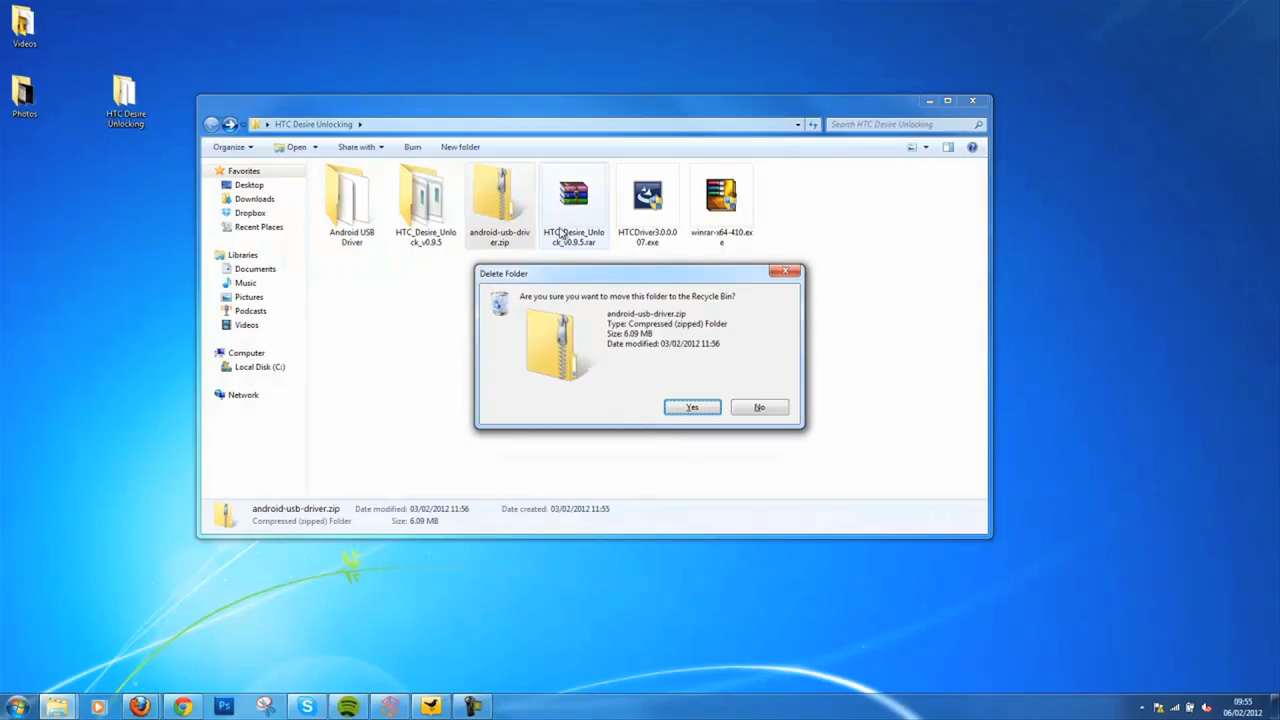 Videos
Photos
HTC Desire
Unlocking
HTC Desire Unlocking
Search HTC Desire Unlocking
Organize
Open
Share with
Burn
New folder
Favorites
Desktop
Downloads
Dropbox
Recent Places
Libraries
Documents
Music
Pictures
Podcasts
Videos
Computer
Local Disk (C:)
Network
Android USB
Driver
HTC_Desire_Unlo
ck_v0.9.5
android-usb-driv
er.zip
HTC_Desire_Unlo
ck_v0.9.5.rar
HTCDriver3.0.0.0
07.exe
winrar-x64-410.ex
e
Delete Folder
Are you sure you want to move this folder to the Recycle Bin?
android-usb-driver.zip
Type: Compressed (zipped) Folder
Size: 6.09 MB
Date modified: 03/02/2012 11:56
Yes
No
android-usb-driver.zip Date modified: 03/02/2012 11:56 Date created: 03/02/2012 11:55
Compressed (zipped) Folder Size: 6.09 MB
Ps
09:55
06/02/2012